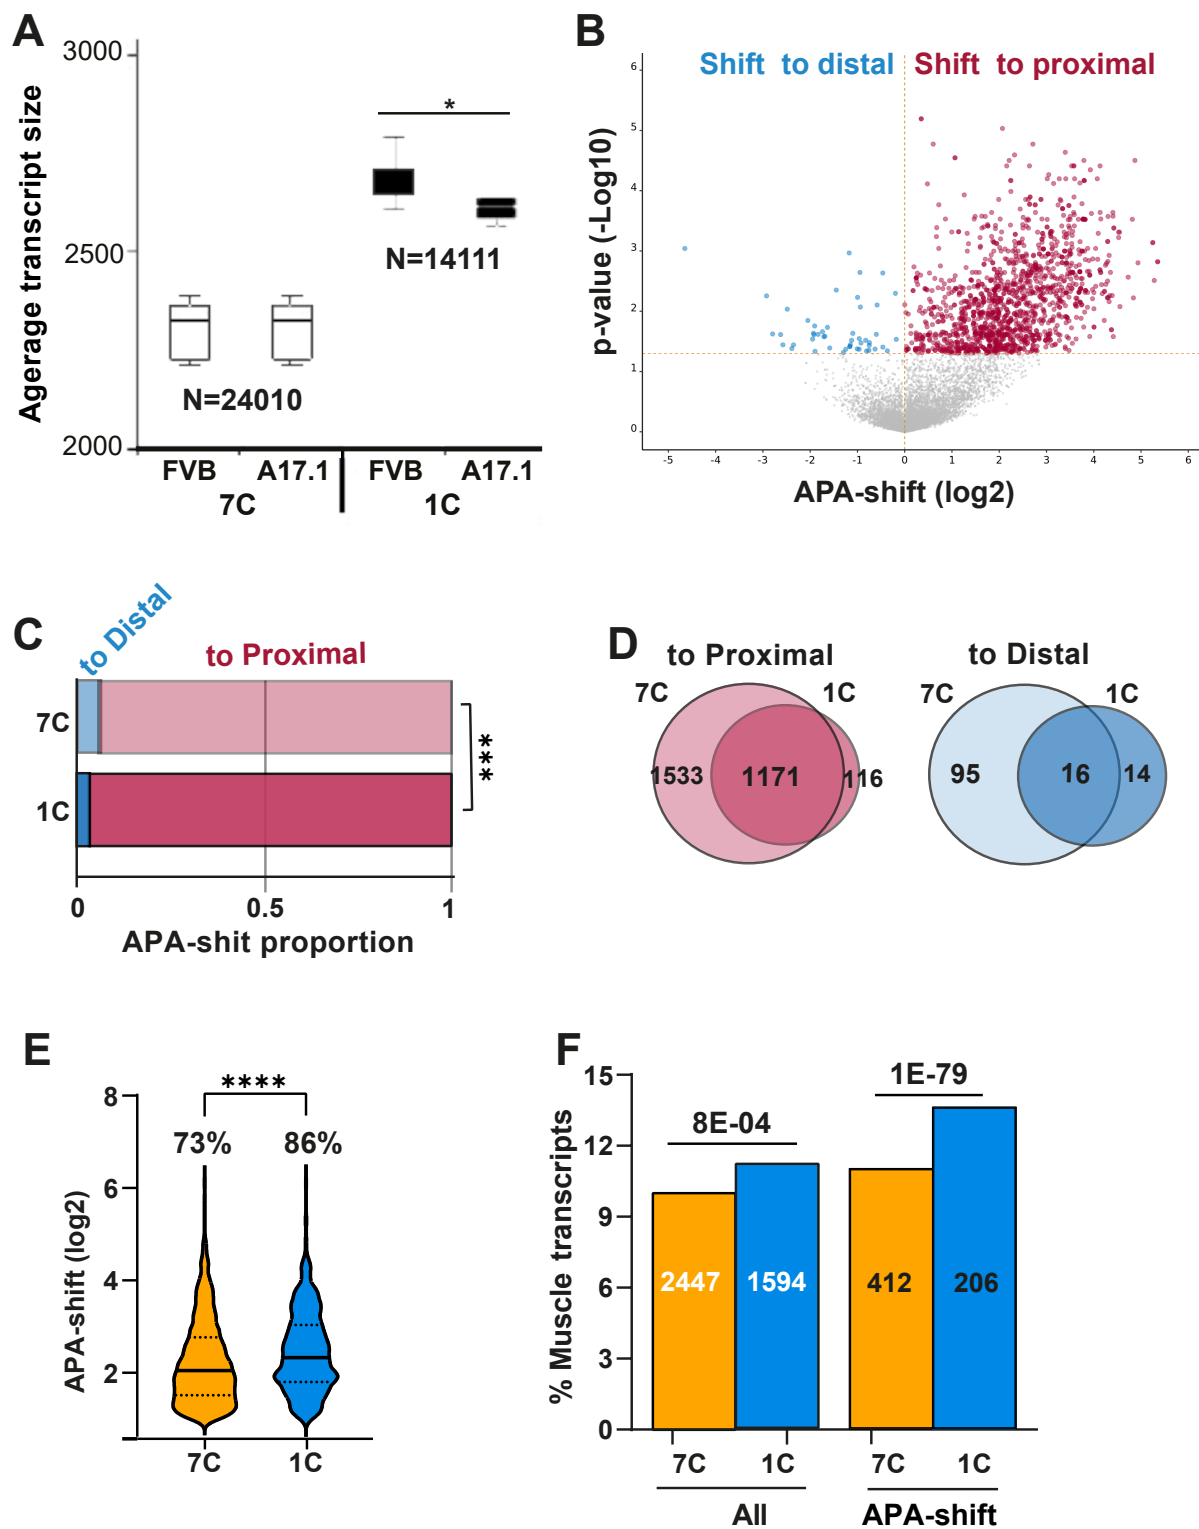 A
Agerage transcript size
3000
2500
2000
*
N=14111
N=24010
FVB A17.1 FVB A17.1
7C 1C
B
Shift to distal Shift to proximal
p-value (-Log10)
6
5
4
3
2
1
0
-5 -4 -3 -2 -1 0 1 2 3 4 5 6
APA-shift (log2)
C
to Distal
to Proximal
7C
1C
***
0 0.5 1
APA-shit proportion
D
to Proximal
7C 1C
1533 1171 116
to Distal
7C 1C
95 16 14
E
APA-shift (log2)
8
6
4
2
****
73% 86%
7C 1C
F
% Muscle transcripts
15
12
9
6
3
0
8E-04
1E-79
2447 1594 412 206
7C 1C 7C 1C
All APA-shift